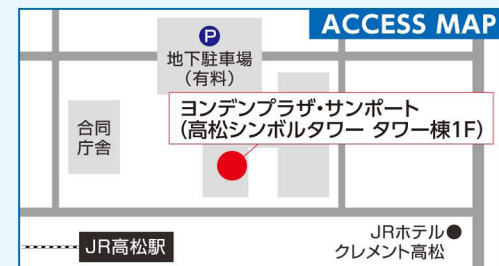 ACCESS MAP
P
地下駐車場
（有料）
ヨンデンプラザ・サンポート
（高松シンボルタワー タワー棟1F）
合同
庁舎
JRホテル
クレメント高松
JR高松駅